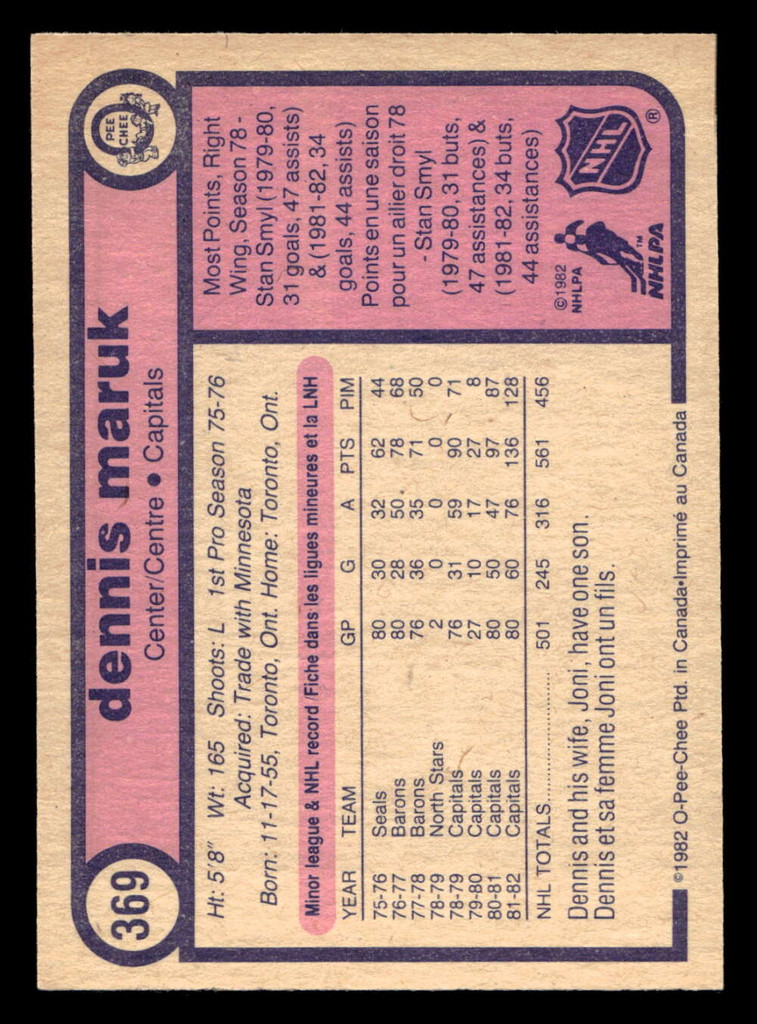 369
dennis maruk
Center/Centre • Capitals
O
PEE
CHEE
Ht: 5'8" Wt: 165 Shoots: L 1st Pro Season 75-76
Acquired: Trade with Minnesota
Born: 11-17-55, Toronto, Ont. Home: Toronto, Ont.
Minor league & NHL record/Fiche dans les ligues mineures et la LNH
YEAR TEAM GP G A PTS PIM
75-76 Seals 80 30 32 62 44
76-77 Barons 80 28 50 78 68
77-78 Barons 76 36 35 71 50
78-79 North Stars 2 0 0 0 0
78-79 Capitals 76 31 59 90 71
79-80 Capitals 27 10 17 27 8
80-81 Capitals 80 50 47 97 87
81-82 Capitals 80 60 76 136 128
NHL TOTALS.................... 501 245 316 561 456
Dennis and his wife, Joni, have one son.
Dennis et sa femme Joni ont un fils.
Most Points, Right
Wing, Season 78 -
Stan Smyl (1979-80,
31 goals, 47 assists)
& (1981-82, 34
goals, 44 assists)
Points en une saison
pour un ailier droit 78
- Stan Smyl
(1979-80, 31 buts,
47 assistances) &
(1981-82, 34 buts,
44 assistances)
©1982
NHLPA
NHLPA™
NHL
®
©1982 O-Pee-Chee Ptd. in Canada•Imprimé au Canada